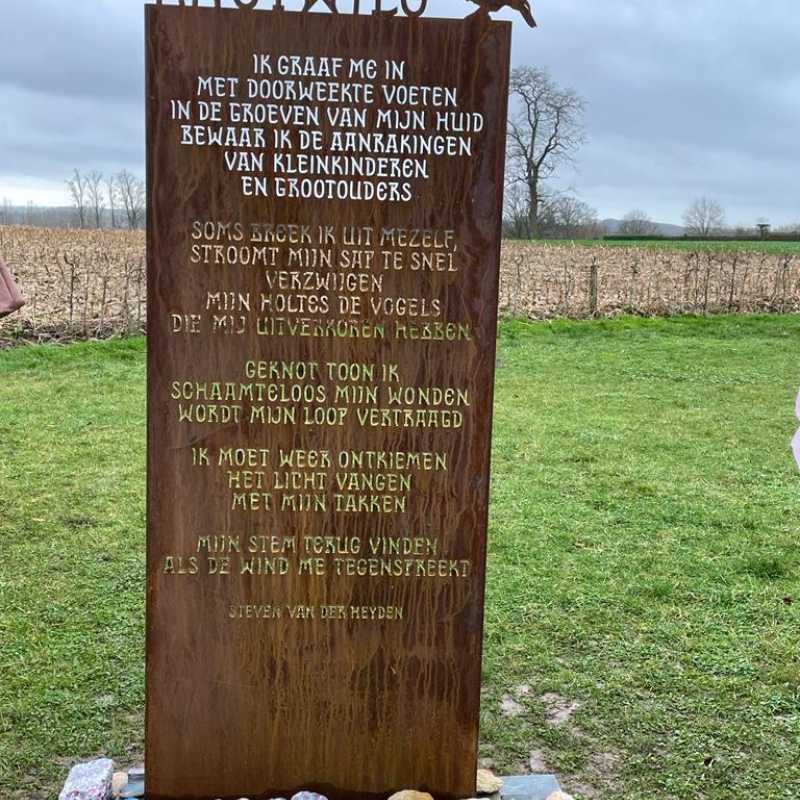 IK GRAAF ME IN
MET DOORWEEKTE VOETEN
IN DE GROEVEN VAN MIJN HUID
BEWAAR IK DE AANRAKINGEN
VAN KLEINKINDEREN
EN GROOTOUDERS
SOMS BREEK IK UIT MEZELF,
STROOMT MIJN SAP TE SNEL
VERZWIJGEN
MIJN HOLTES DE VOGELS
DIE MIJ UITVERKOREN HEBBEN
GEKNOT TOON IK
SCHAAMTELOOS MIJN WONDEN
WORDT MIJN LOOP VERTRAAGD
IK MOET WEER ONTKIEMEN
HET LICHT VANGEN
MET MIJN TAKKEN
MIJN STEM TERUG VINDEN
ALS DE WIND ME TEGENSPREEKT
STEVEN VAN DER HEYDEN